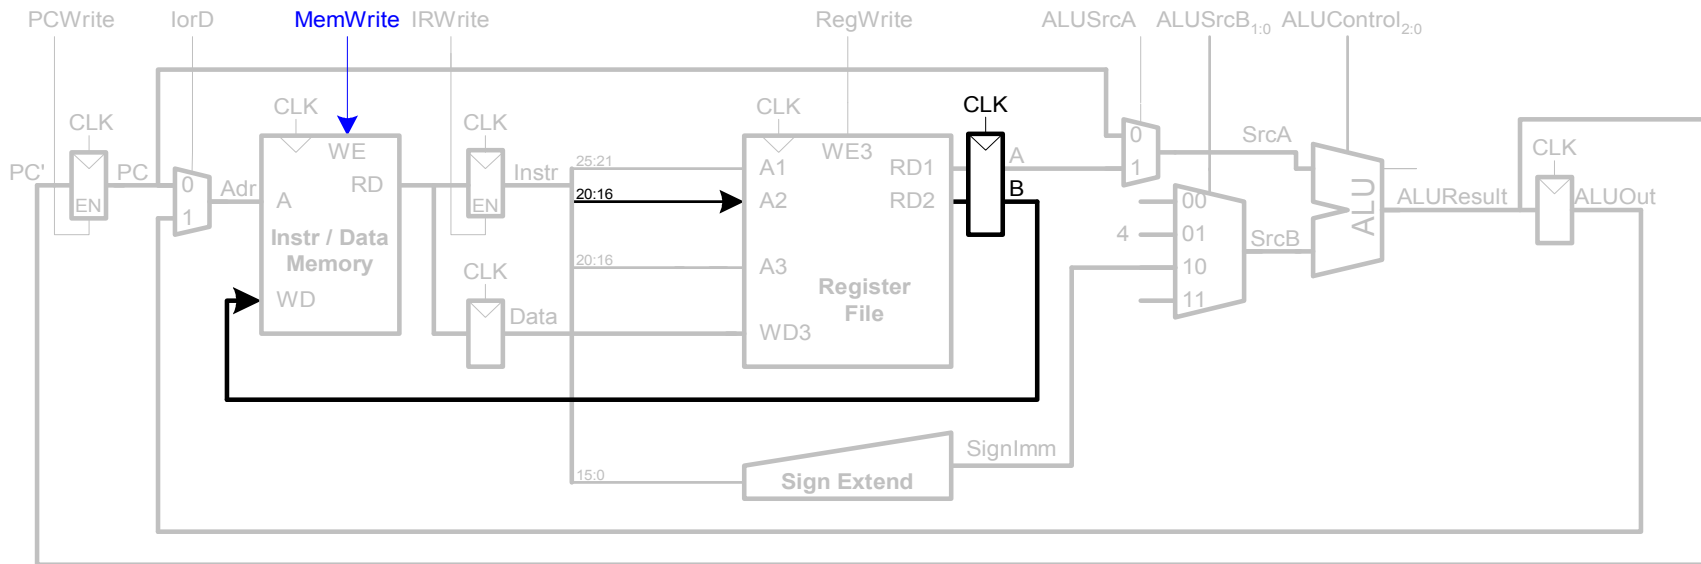 PCWrite IorD MemWrite IRWrite RegWrite ALUSrcA ALUSrcB1:0 ALUControl2:0
CLK CLK CLK CLK CLK
CLK
0
SrcA
WE
WE3
CLK
PC' PC 0 Instr 25:21 A1 RD1 A 1
EN Adr RD EN 20:16 A2 RD2 B 00 ALU ALUResult ALUOut
1 A
4 01 SrcB
Instr / Data
Memory
CLK 20:16 A3 10
Register
File
WD 11
Data WD3
SignImm
15:0 Sign Extend